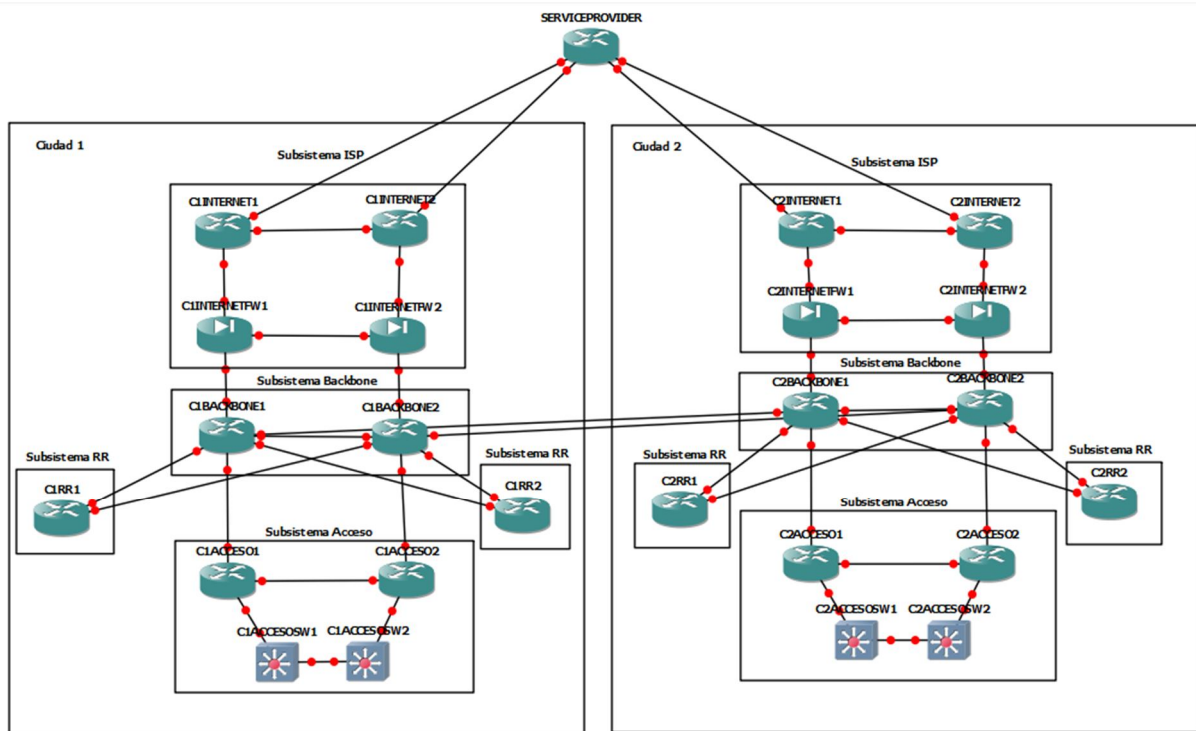 SERVICEPROVIDER
Ciudad 1
Subsistema ISP
C1INTERNET1
C1INTERNET2
C1INTERNETFW1
C1INTERNETFW2
Subsistema Backbone
C1BACKBONE1
C1BACKBONE2
Subsistema RR
C1RR1
Subsistema RR
C1RR2
Subsistema Acceso
C1ACCESO1
C1ACCESO2
C1ACCESOSW1
C1ACCESOSW2
Ciudad 2
Subsistema ISP
C2INTERNET1
C2INTERNET2
C2INTERNETFW1
C2INTERNETFW2
Subsistema Backbone
C2BACKBONE1
C2BACKBONE2
Subsistema RR
C2RR1
Subsistema RR
C2RR2
Subsistema Acceso
C2ACCESO1
C2ACCESO2
C2ACCESOSW1
C2ACCESOSW2